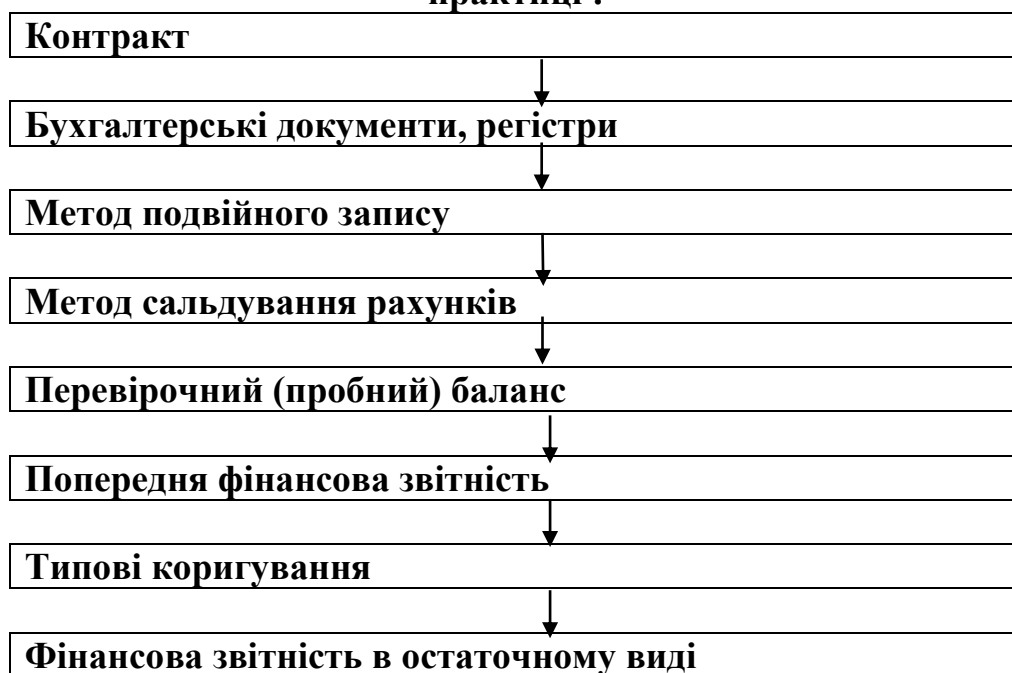 практиці :
Контракт
Бухгалтерські документи, регістри
Метод подвійного запису
Метод сальдування рахунків
Перевірочний (пробний) баланс
Попередня фінансова звітність
Типові коригування
Фінансова звітність в остаточному виді